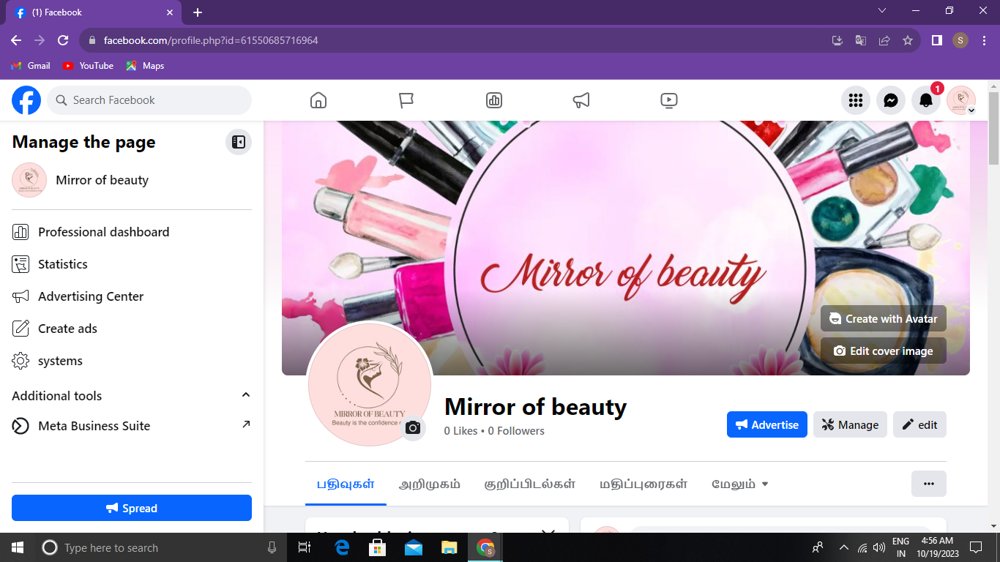 (1) Facebook
facebook.com/profile.php?id=61550685716964
S
Gmail
YouTube
Maps
Search Facebook
1
Manage the page
Mirror of beauty
Professional dashboard
Statistics
Advertising Center
Create ads
systems
Additional tools
Meta Business Suite
Spread
Mirror of beauty
Create with Avatar
Edit cover image
MIRROR OF BEAUTY
Beauty is the confidence
Mirror of beauty
0 Likes • 0 Followers
Advertise
Manage
edit
பதிவுகள்
அறிமுகம்
குறிப்பிடல்கள்
மதிப்புரைகள்
மேலும்
Type here to search
S
ENG
IN
4:56 AM
10/19/2023